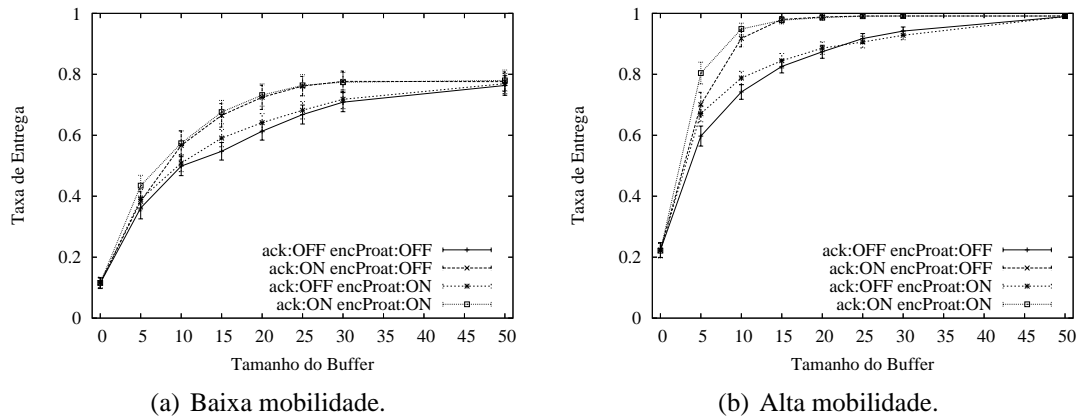 1
0.8
0.6
0.4
0.2
0
Taxa de Entrega
ack:OFF encProat:OFF
ack:ON encProat:OFF
ack:OFF encProat:ON
ack:ON encProat:ON
0 5 10 15 20 25 30 35 40 45 50
Tamanho do Buffer
(a) Baixa mobilidade.
1
0.8
0.6
0.4
0.2
0
Taxa de Entrega
ack:OFF encProat:OFF
ack:ON encProat:OFF
ack:OFF encProat:ON
ack:ON encProat:ON
0 5 10 15 20 25 30 35 40 45 50
Tamanho do Buffer
(b) Alta mobilidade.